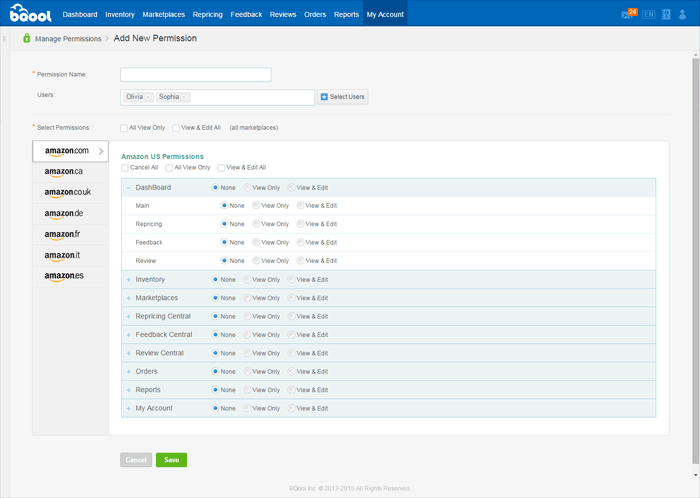 BQool Dashboard Inventory Marketplaces Repricing Feedback Reviews Orders Reports My Account 24 EN
Manage Permissions > Add New Permission
* Permission Name:
Users: Olivia × Sophia × + Select Users
* Select Permissions: All View Only View & Edit All (all marketplaces)
amazon.com
amazon.ca
amazon.co.uk
amazon.de
amazon.fr
amazon.it
amazon.es
Amazon US Permissions
Cancel All All View Only View & Edit All
− DashBoard None View Only View & Edit
Main None View Only View & Edit
Repricing None View Only View & Edit
Feedback None View Only View & Edit
Review None View Only View & Edit
+ Inventory None View Only View & Edit
+ Marketplaces None View Only View & Edit
+ Repricing Central None View Only View & Edit
+ Feedback Central None View Only View & Edit
+ Review Central None View Only View & Edit
+ Orders None View Only View & Edit
+ Reports None View Only View & Edit
+ My Account None View Only View & Edit
Cancel Save
BQool Inc. © 2013-2015 All Rights Reserved.